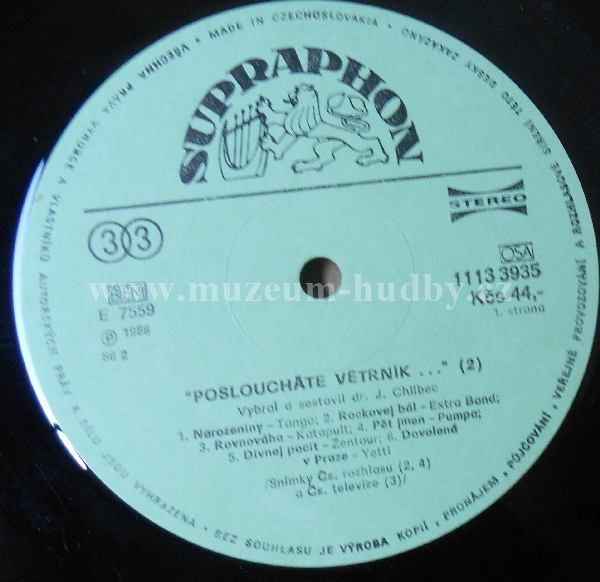 SUPRAPHON
33
STEREO
OSA
1113 3935
Kčs 44,-
1. strana
E 7559
℗ 1986
86 2
www.muzeum-hudby.cz
"POSLOUCHÁTE VĚTRNÍK ..." (2)
Vybral a sestavil dr. J. Chlíbec
1. Narozeniny - Tango; 2. Rockovej bál - Extra Band;
3. Rovnováha - Katapult; 4. Pět jmen - Pumpa;
5. Divnej pocit - Zentour; 6. Dovolená
v Praze - Yetti
/Snímky Čs. rozhlasu (2, 4)
a Čs. televize (3)/
MADE IN CZECHOSLOVAKIA • VŠECHNA PRÁVA VÝROBCE A VLASTNÍKŮ AUTORSKÝCH PRÁV K DÍLU JSOU VYHRAZENA • BEZ SOUHLASU JE VÝROBA KOPIÍ • PRONÁJEM • PŮJČOVÁNÍ • VEŘEJNÉ PROVOZOVÁNÍ A ROZHLASOVÉ ŠÍŘENÍ TÉTO DESKY ZAKÁZÁNO •